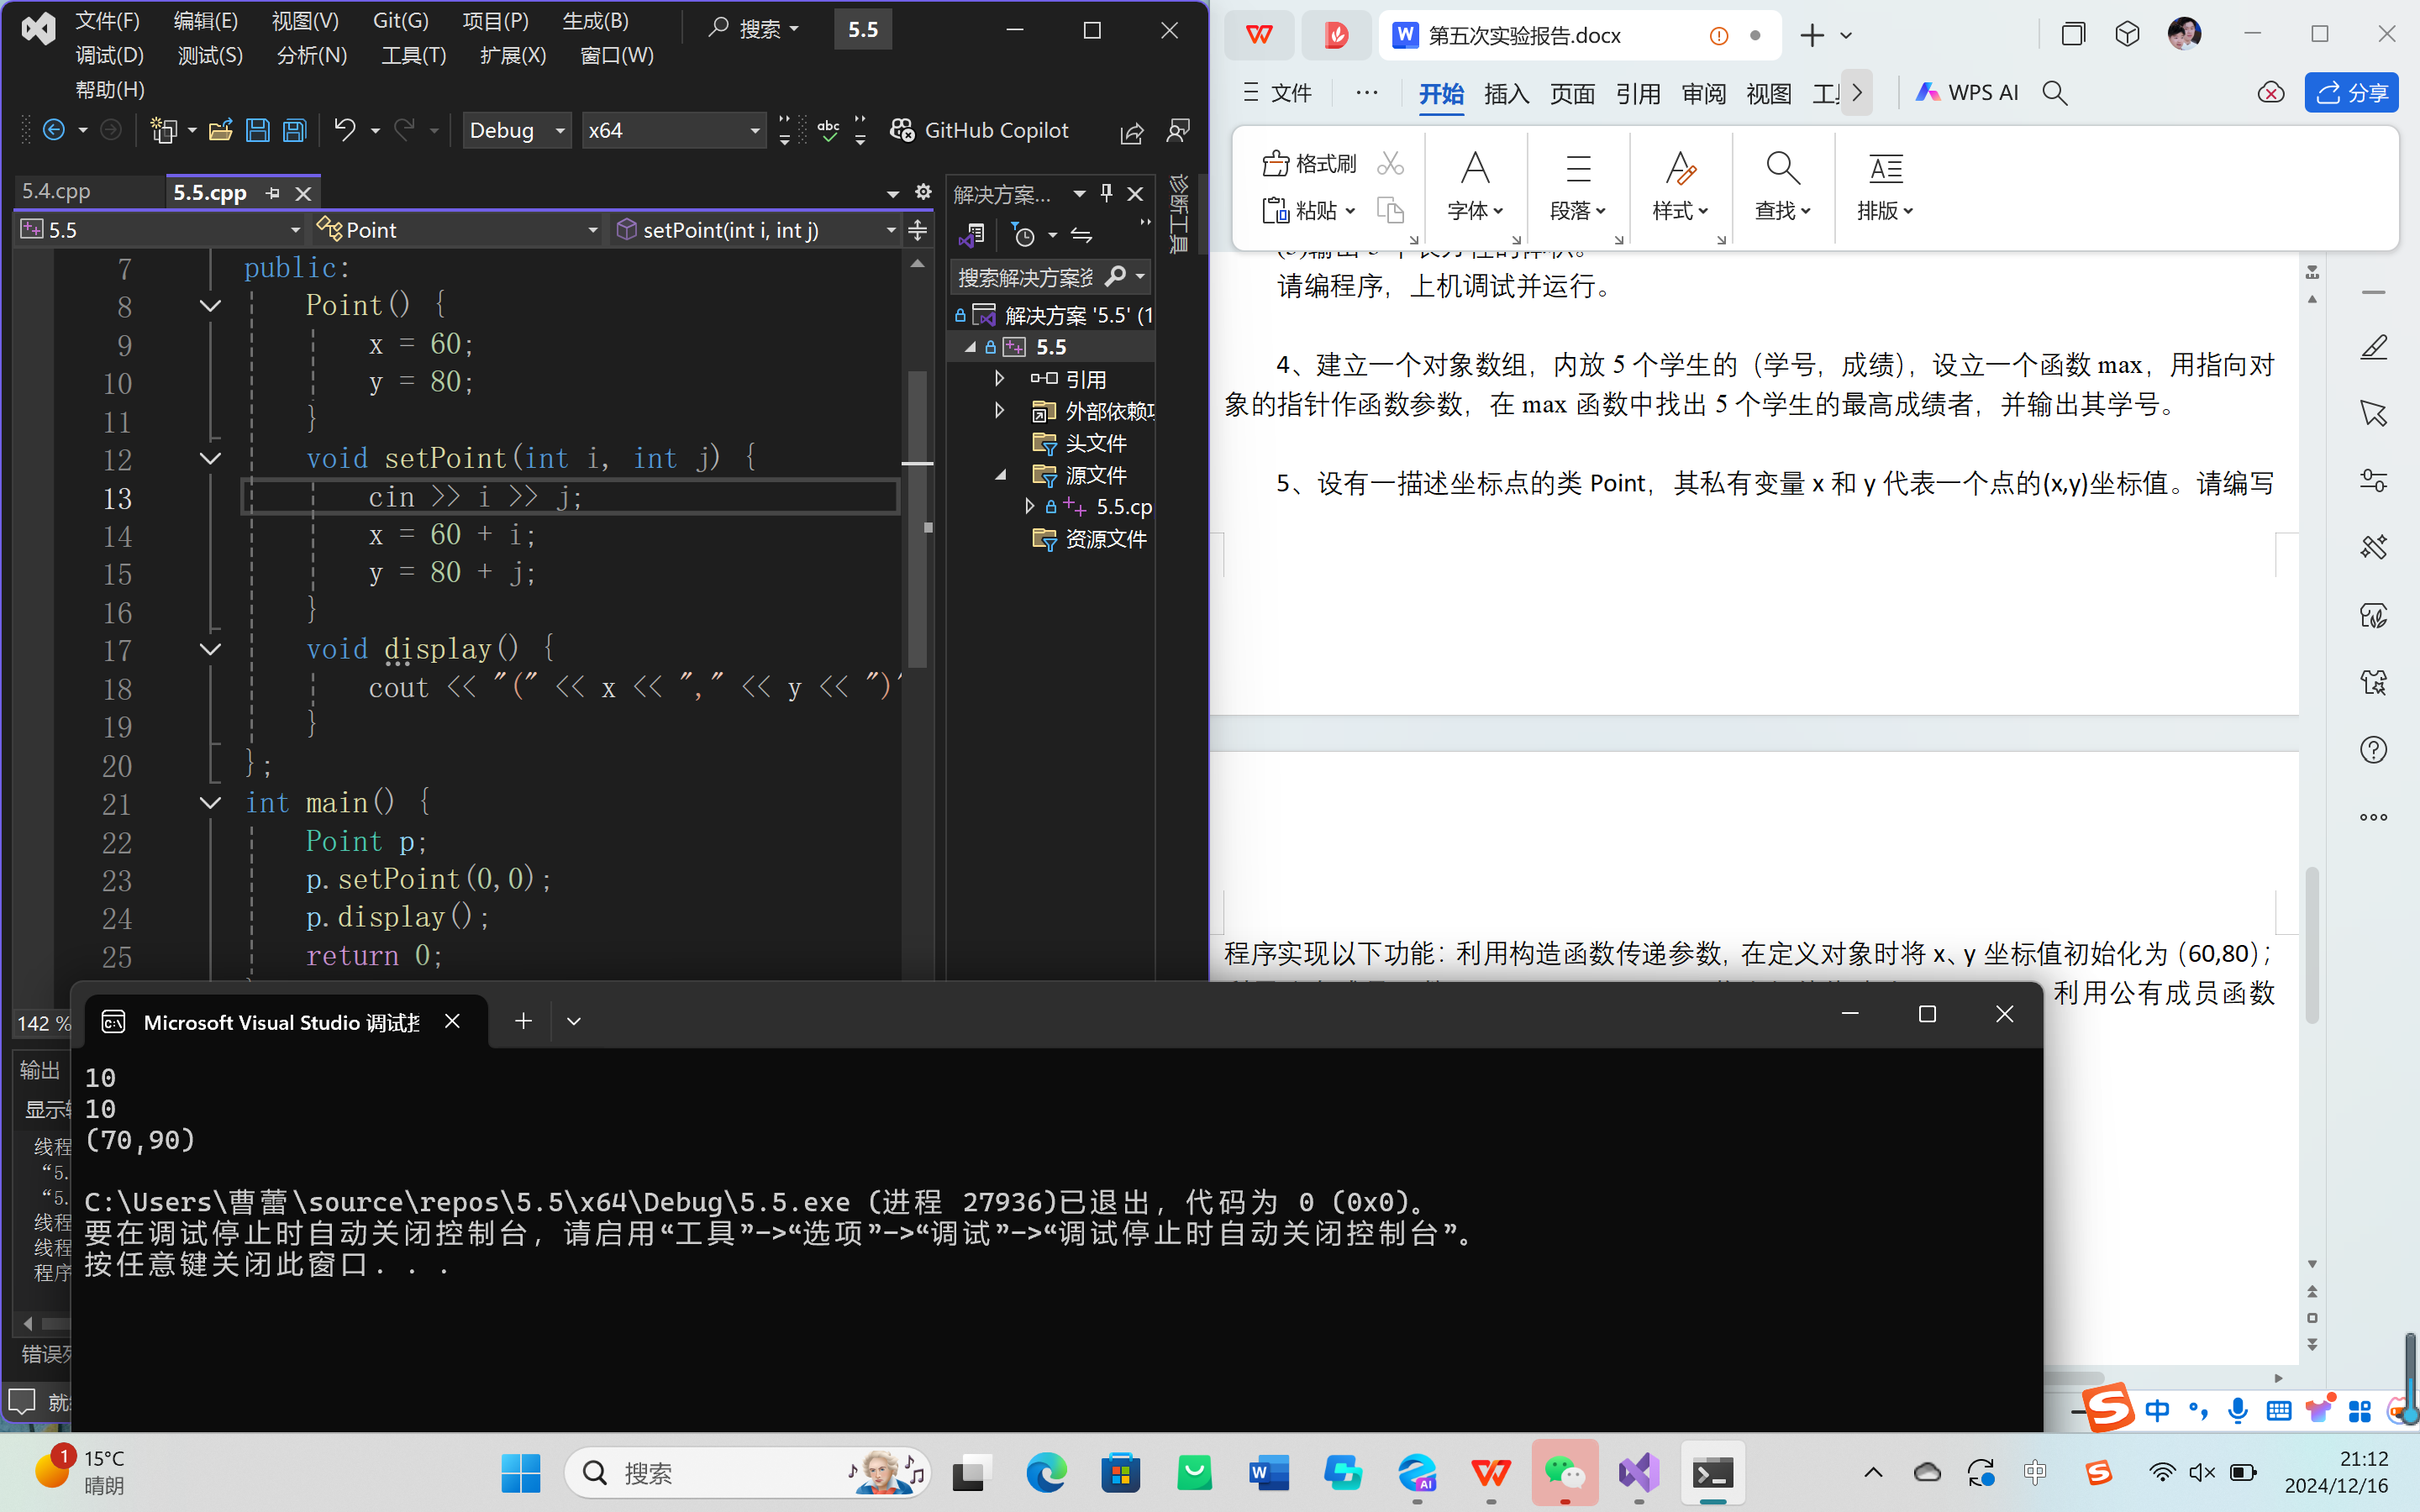 文件(F) 编辑(E) 视图(V) Git(G) 项目(P) 生成(B) 搜索 5.5
调试(D) 测试(S) 分析(N) 工具(T) 扩展(X) 窗口(W)
帮助(H)
Debug x64 abc GitHub Copilot
5.4.cpp 5.5.cpp
5.5 Point setPoint(int i, int j)
7 public:
8 Point() {
9 x = 60;
10 y = 80;
11 }
12 void setPoint(int i, int j) {
13 cin >> i >> j;
14 x = 60 + i;
15 y = 80 + j;
16 }
17 void display() {
18 cout << "(" << x << "," << y << ")"
19 }
20 };
21 int main() {
22 Point p;
23 p.setPoint(0,0);
24 p.display();
25 return 0;
142 %
输出
线程
“5.
“5.
线程
线程
程序
解决方案...
诊断工具
搜索解决方案资
解决方案 '5.5' (1
5.5
引用
外部依赖项
头文件
源文件
5.5.cp
资源文件
第五次实验报告.docx
文件 ··· 开始 插入 页面 引用 审阅 视图 WPS AI 分享
格式刷
粘贴 字体 段落 样式 查找 排版
请编程序，上机调试并运行。
4、建立一个对象数组，内放 5 个学生的（学号，成绩），设立一个函数 max，用指向对
象的指针作函数参数，在 max 函数中找出 5 个学生的最高成绩者，并输出其学号。
5、设有一描述坐标点的类 Point，其私有变量 x 和 y 代表一个点的(x,y)坐标值。请编写
程序实现以下功能：利用构造函数传递参数，在定义对象时将 x、y 坐标值初始化为（60,80）；
利用公有成员函数
Microsoft Visual Studio 调试
10
10
(70,90)
C:\Users\曹蕾\source\repos\5.5\x64\Debug\5.5.exe (进程 27936)已退出，代码为 0 (0x0)。
要在调试停止时自动关闭控制台，请启用“工具”->“选项”->“调试”->“调试停止时自动关闭控制台”。
按任意键关闭此窗口. . .
中
1
15°C
晴朗
搜索
中
21:12
2024/12/16